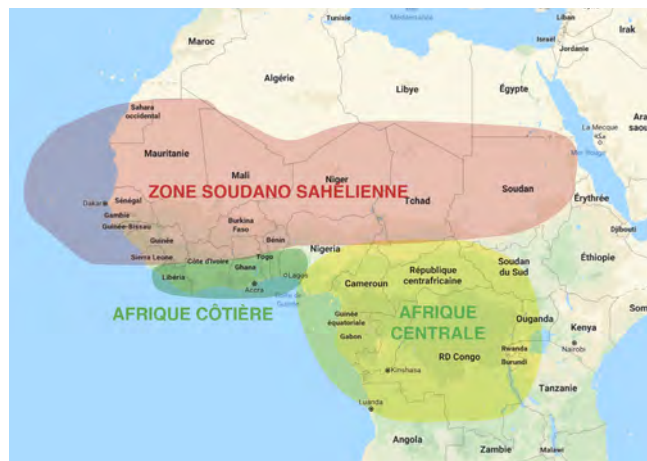 Tunisie
Méditerranée
Liban
Irak
Israël
Maroc
Jordanie
Algérie
Libye
Égypte
Sahara
occidental
La Mecque
Mer Rouge
Mauritanie
Mali
Niger
ZONE SOUDANO SAHÉLIENNE
Soudan
Tchad
Érythrée
Dakar
Sénégal
Gambie
Guinée-Bissau
Burkina
Faso
Djibouti
Guinée
Bénin
Nigeria
Sierra Leone
Côte d'Ivoire
Togo
Ghana
Éthiopie
Soudan
du Sud
Libéria
Lagos
Accra
Cameroun
République
centrafricaine
AFRIQUE CÔTIÈRE
Guinée
équatoriale
AFRIQUE
CENTRALE
Ouganda
Gabon
Kenya
Nairobi
RD Congo
Rwanda
Burundi
Kinshasa
Tanzanie
Luanda
Angola
Zambie
Malawi